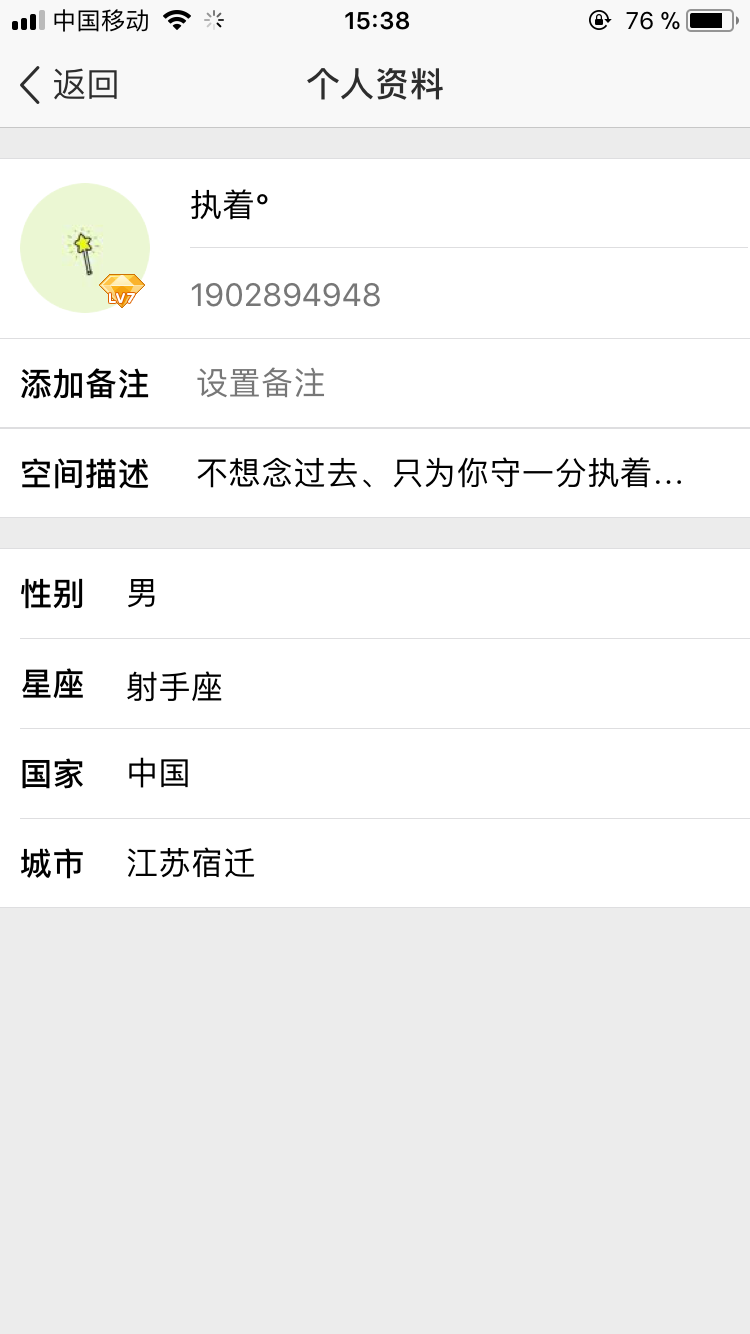 中国移动 15:38 76 %
返回 个人资料
执着°
LV7
1902894948
添加备注 设置备注
空间描述 不想念过去、只为你守一分执着...
性别 男
星座 射手座
国家 中国
城市 江苏宿迁